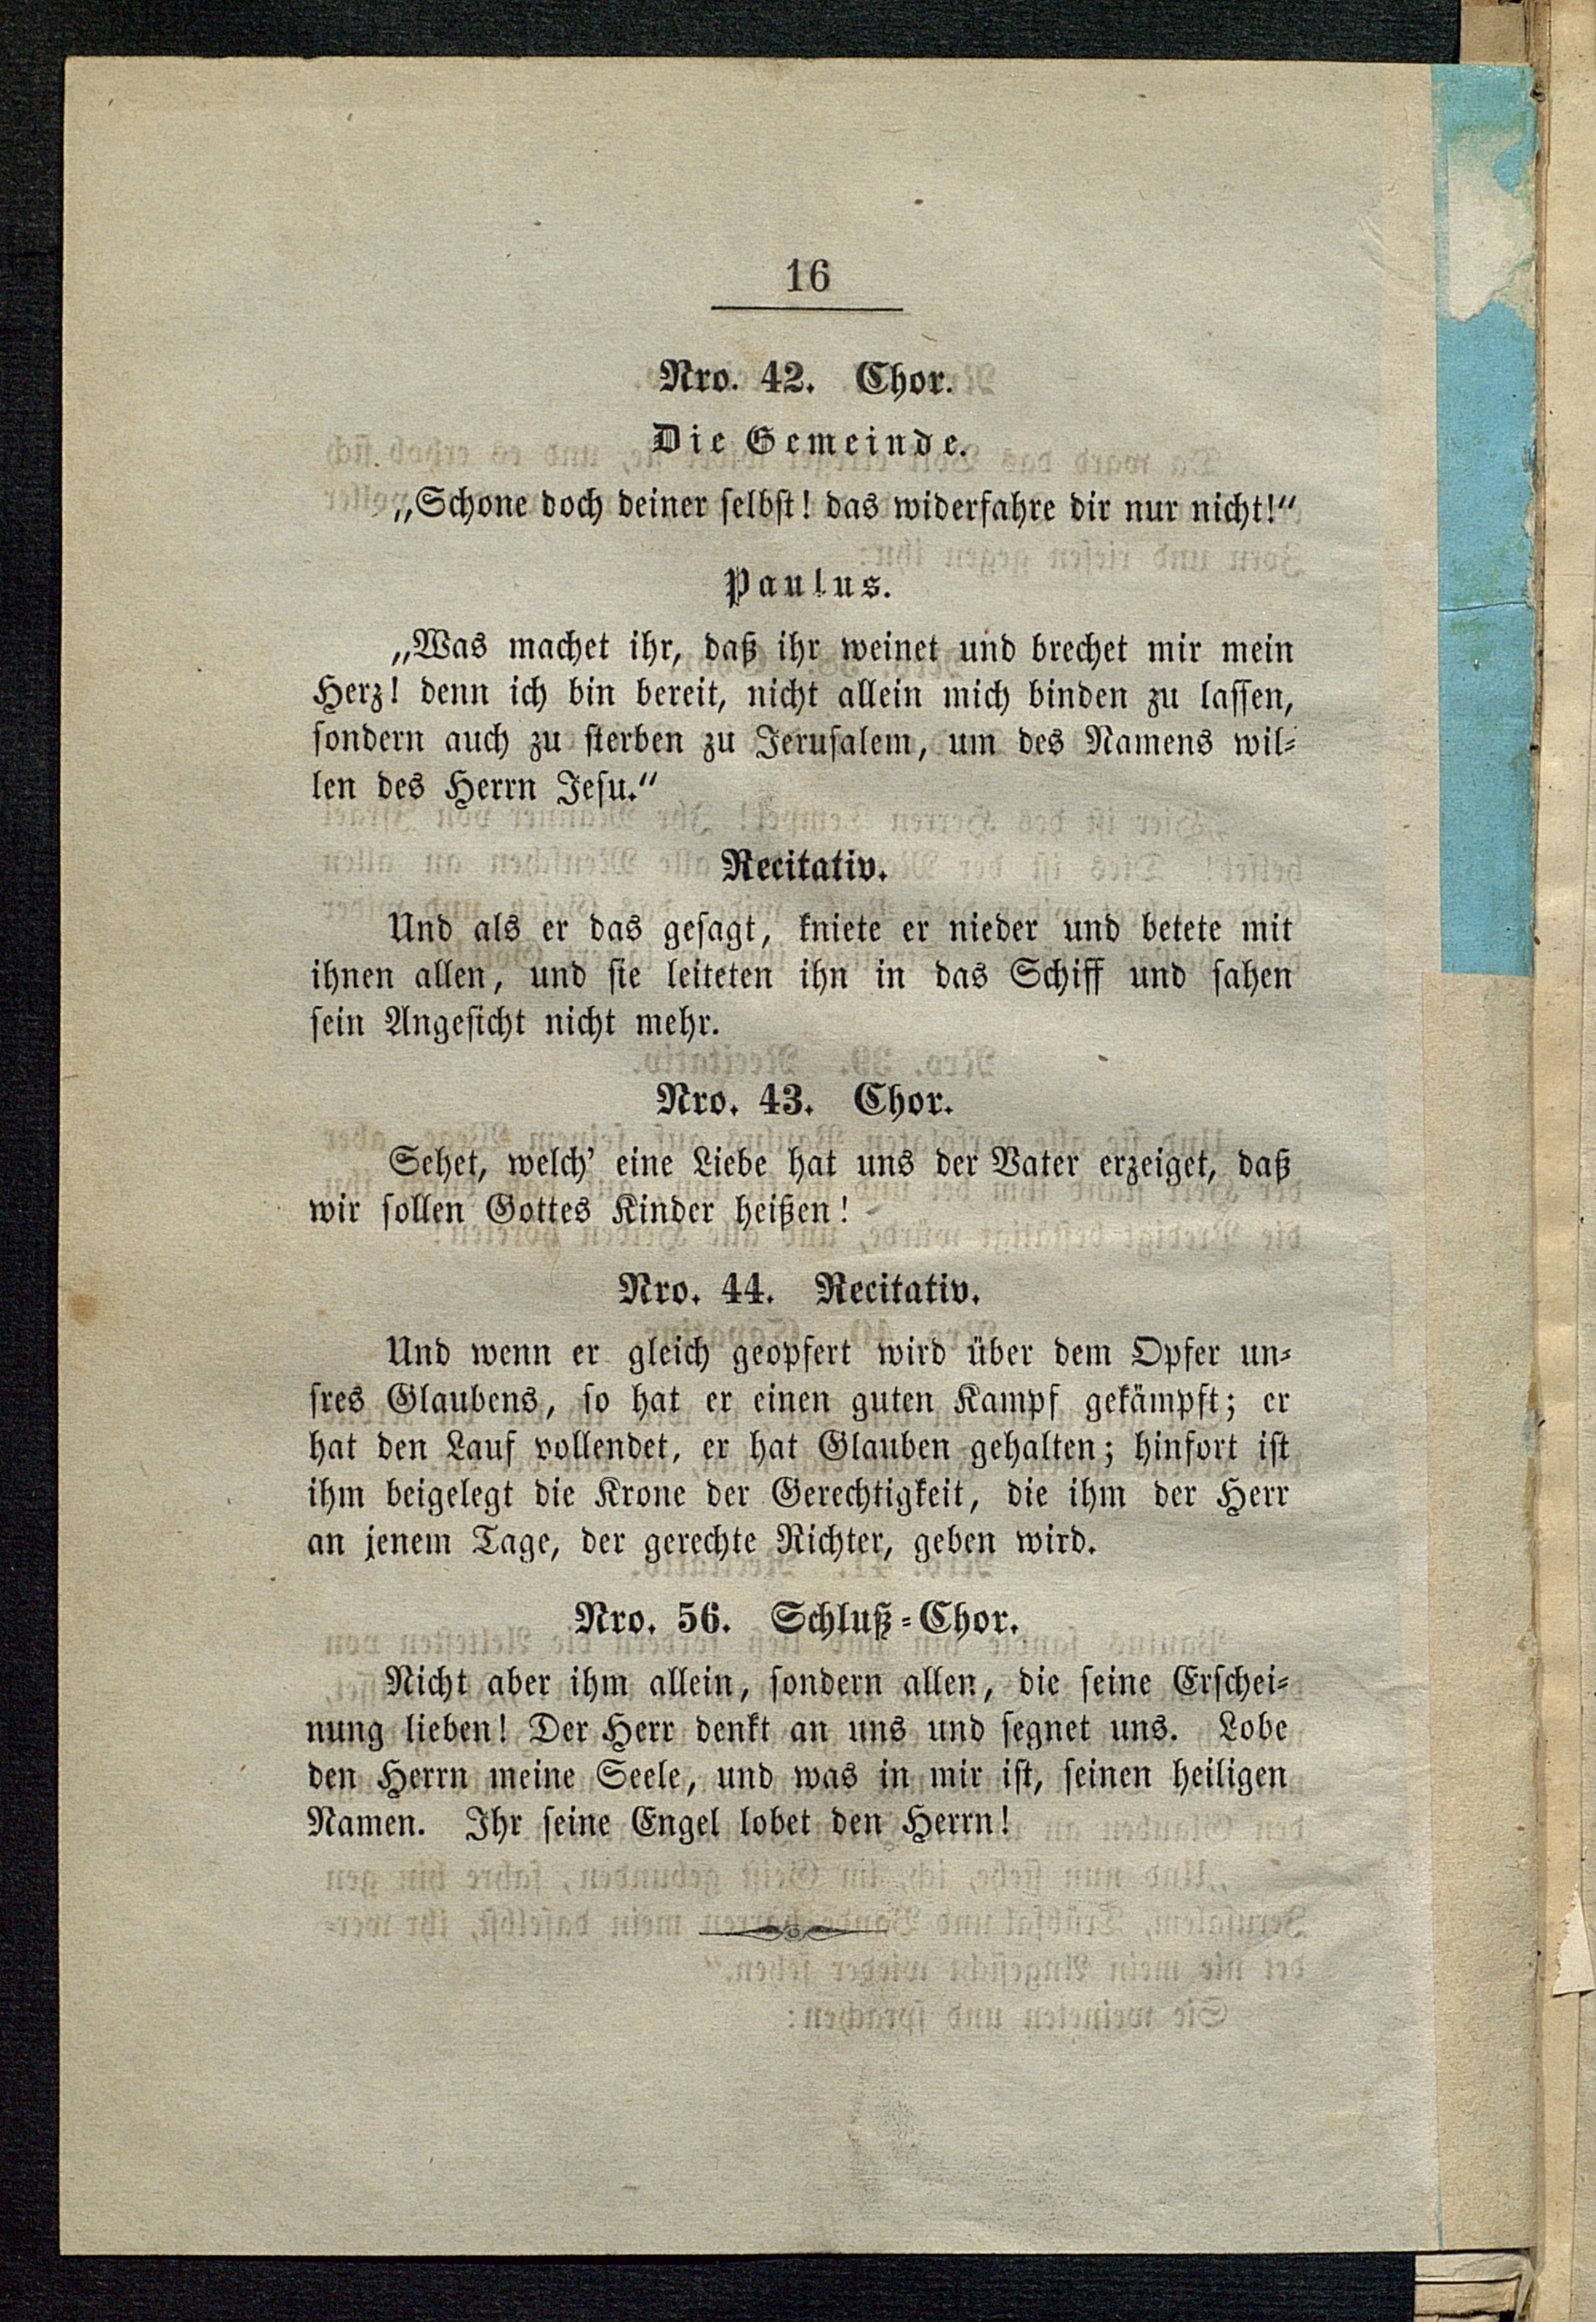 16
Nro. 42. Chor.
Die Gemeinde.
„Schone doch deiner selbst! das widerfahre dir nur nicht!“
Paulus.
„Was machet ihr, daß ihr weinet und brechet mir mein
Herz! denn ich bin bereit, nicht allein mich binden zu lassen,
sondern auch zu sterben zu Jerusalem, um des Namens wil-
len des Herrn Jesu.“
Recitativ.
Und als er das gesagt, kniete er nieder und betete mit
ihnen allen, und sie leiteten ihn in das Schiff und sahen
sein Angesicht nicht mehr.
Nro. 43. Chor.
Sehet, welch’ eine Liebe hat uns der Vater erzeiget, daß
wir sollen Gottes Kinder heißen!
Nro. 44. Recitativ.
Und wenn er gleich geopfert wird über dem Opfer un-
sres Glaubens, so hat er einen guten Kampf gekämpft; er
hat den Lauf vollendet, er hat Glauben gehalten; hinfort ist
ihm beigelegt die Krone der Gerechtigkeit, die ihm der Herr
an jenem Tage, der gerechte Richter, geben wird.
Nro. 56. Schluß-Chor.
Nicht aber ihm allein, sondern allen, die seine Erschei-
nung lieben! Der Herr denkt an uns und segnet uns. Lobe
den Herrn meine Seele, und was in mir ist, seinen heiligen
Namen. Ihr seine Engel lobet den Herrn!